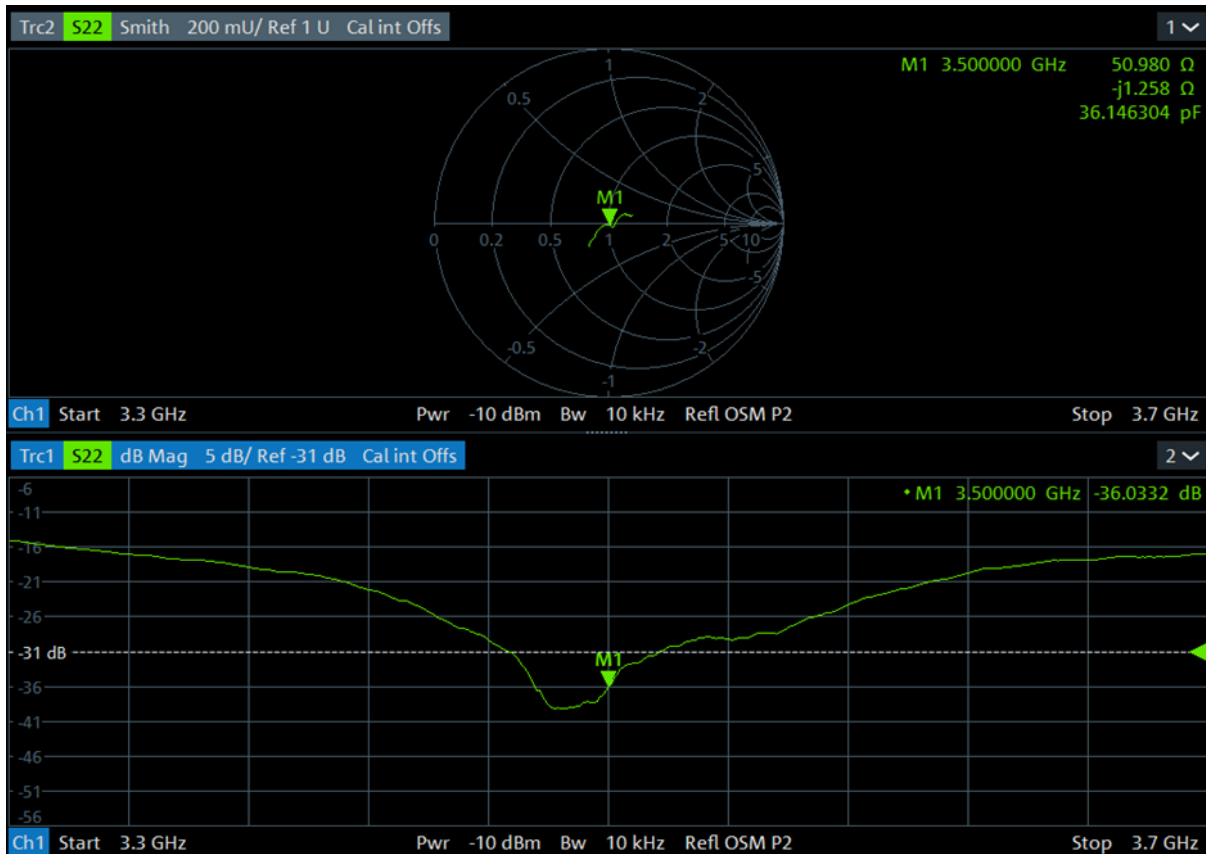 Trc2 S22 Smith 200 mU/ Ref 1 U Cal int Offs 1
M1 3.500000 GHz 50.980 Ω
-j1.258 Ω
36.146304 pF
1
0.5 2
5
M1
0 0.2 0.5 1 2 5 10
-5
-0.5 -2
-1
Ch1 Start 3.3 GHz Pwr -10 dBm Bw 10 kHz Refl OSM P2 Stop 3.7 GHz
Trc1 S22 dB Mag 5 dB/ Ref -31 dB Cal int Offs 2
-6 • M1 3.500000 GHz -36.0332 dB
-11
-16
-21
-26
-31 dB
M1
-36
-41
-46
-51
-56
Ch1 Start 3.3 GHz Pwr -10 dBm Bw 10 kHz Refl OSM P2 Stop 3.7 GHz